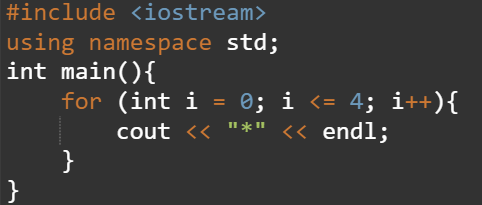 #include <iostream>
using namespace std;
int main(){
    for (int i = 0; i <= 4; i++){
        cout << "*" << endl;
    }
}